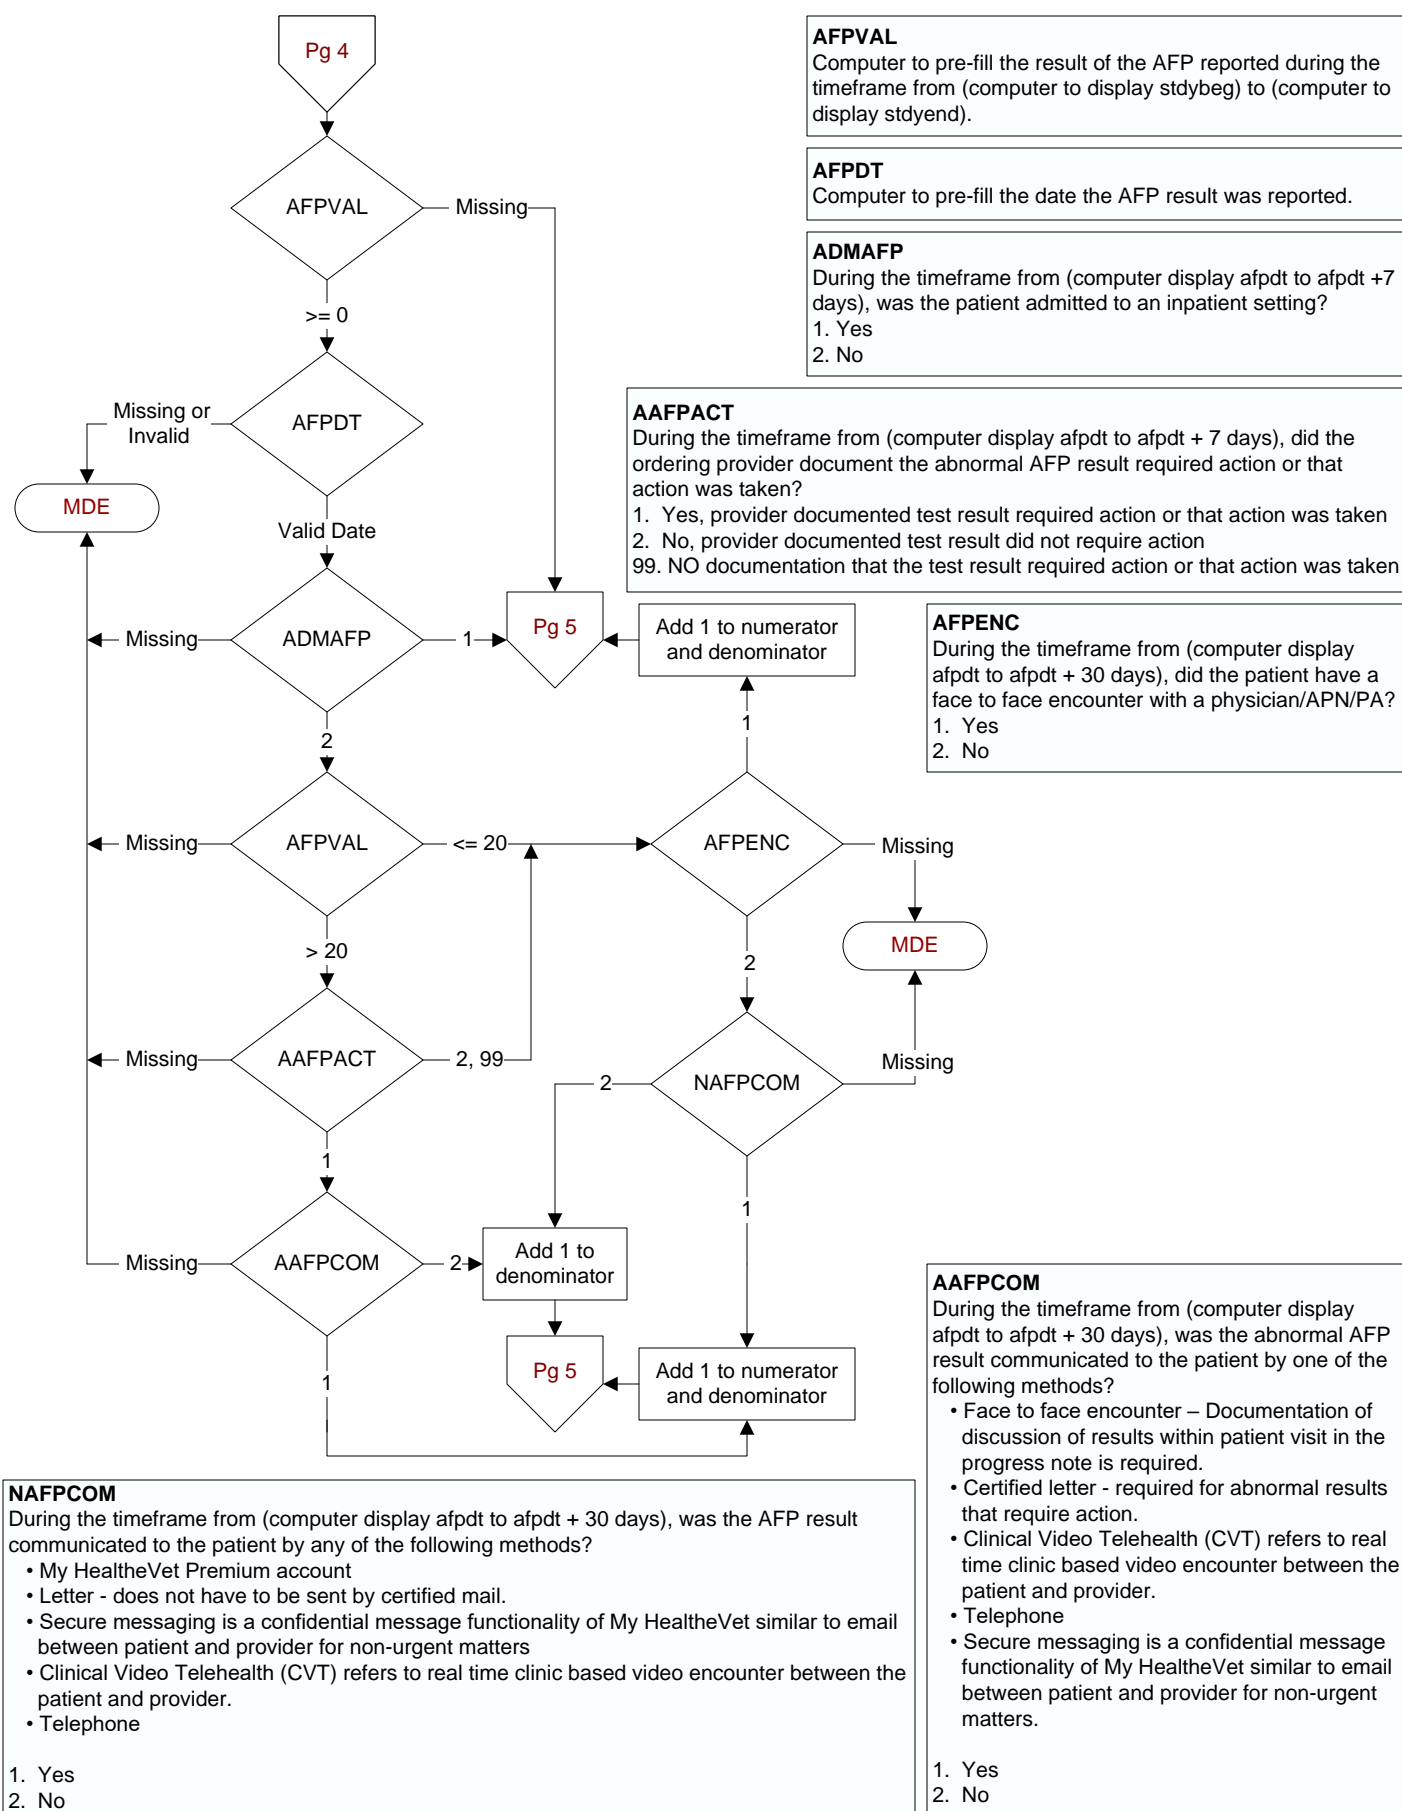 Pg 4
AFPVAL
Computer to pre-fill the result of the AFP reported during the
timeframe from (computer to display stdybeg) to (computer to
display stdyend).
AFPDT
Computer to pre-fill the date the AFP result was reported.
ADMAFP
During the timeframe from (computer display afpdt to afpdt +7
days), was the patient admitted to an inpatient setting?
1. Yes
2. No
AAFPACT
During the timeframe from (computer display afpdt to afpdt + 7 days), did the
ordering provider document the abnormal AFP result required action or that
action was taken?
1. Yes, provider documented test result required action or that action was taken
2. No, provider documented test result did not require action
99. NO documentation that the test result required action or that action was taken
AFPENC
During the timeframe from (computer display
afpdt to afpdt + 30 days), did the patient have a
face to face encounter with a physician/APN/PA?
1. Yes
2. No
AFPVAL
Missing
>= 0
AFPDT
Missing or
Invalid
MDE
Valid Date
ADMAFP
Missing
1
Pg 5
Add 1 to numerator
and denominator
2
1
AFPVAL
Missing
<= 20
AFPENC
Missing
MDE
> 20
2
AAFPACT
Missing
2, 99
NAFPCOM
2
Missing
1
1
AAFPCOM
Missing
2
Add 1 to
denominator
1
Pg 5
Add 1 to numerator
and denominator
AAFPCOM
During the timeframe from (computer display
afpdt to afpdt + 30 days), was the abnormal AFP
result communicated to the patient by one of the
following methods?
• Face to face encounter – Documentation of
discussion of results within patient visit in the
progress note is required.
• Certified letter - required for abnormal results
that require action.
• Clinical Video Telehealth (CVT) refers to real
time clinic based video encounter between the
patient and provider.
• Telephone
• Secure messaging is a confidential message
functionality of My HealtheVet similar to email
between patient and provider for non-urgent
matters.
1. Yes
2. No
NAFPCOM
During the timeframe from (computer display afpdt to afpdt + 30 days), was the AFP result
communicated to the patient by any of the following methods?
• My HealtheVet Premium account
• Letter - does not have to be sent by certified mail.
• Secure messaging is a confidential message functionality of My HealtheVet similar to email
between patient and provider for non-urgent matters
• Clinical Video Telehealth (CVT) refers to real time clinic based video encounter between the
patient and provider.
• Telephone
1. Yes
2. No